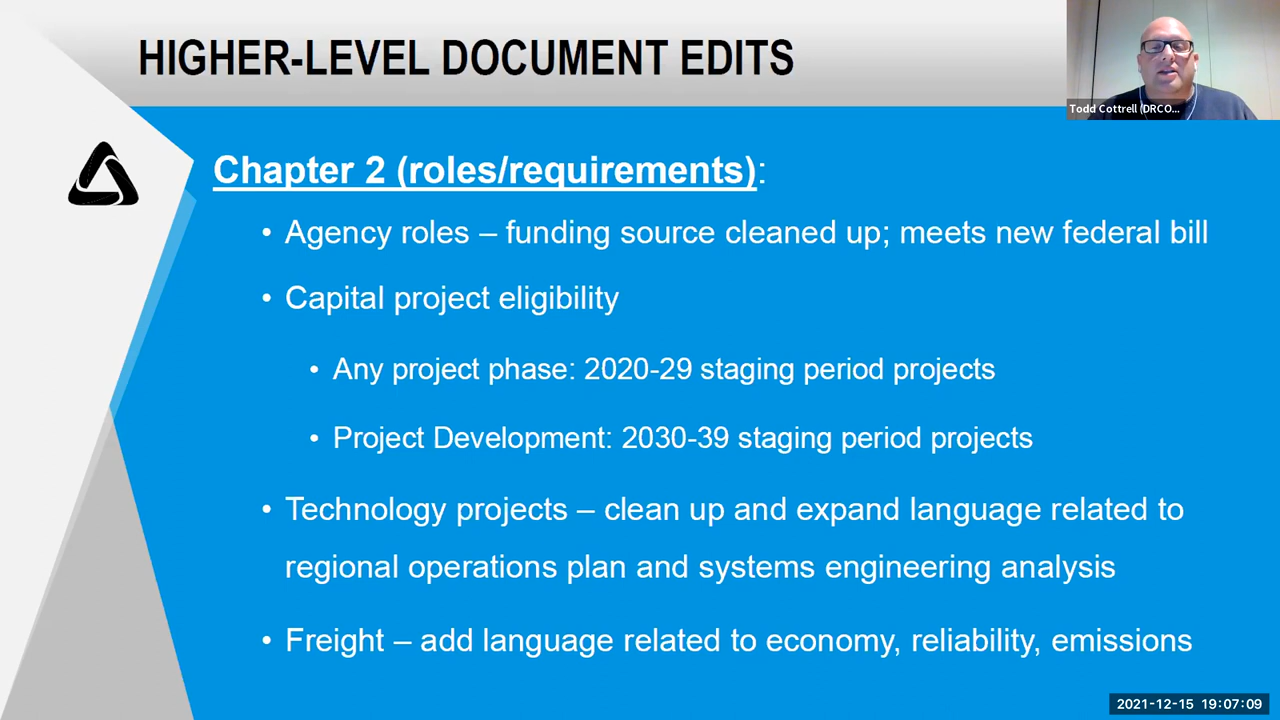 HIGHER-LEVEL DOCUMENT EDITS
Todd Cottrell (DRCO...
Chapter 2 (roles/requirements):
• Agency roles – funding source cleaned up; meets new federal bill
• Capital project eligibility
• Any project phase: 2020-29 staging period projects
• Project Development: 2030-39 staging period projects
• Technology projects – clean up and expand language related to
regional operations plan and systems engineering analysis
• Freight – add language related to economy, reliability, emissions
2021-12-15 19:07:09